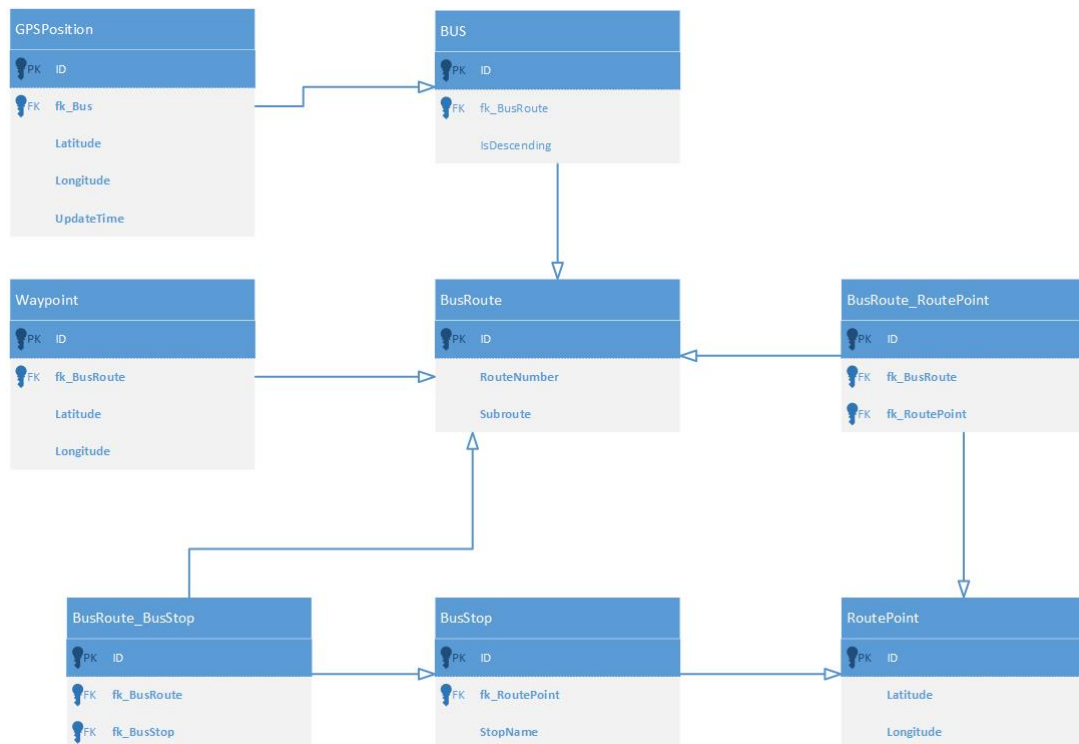 GPSPosition
PK ID
FK fk_Bus
Latitude
Longitude
UpdateTime
BUS
PK ID
FK fk_BusRoute
IsDescending
Waypoint
PK ID
FK fk_BusRoute
Latitude
Longitude
BusRoute
PK ID
RouteNumber
Subroute
BusRoute_RoutePoint
PK ID
FK fk_BusRoute
FK fk_RoutePoint
BusRoute_BusStop
PK ID
FK fk_BusRoute
FK fk_BusStop
BusStop
PK ID
FK fk_RoutePoint
StopName
RoutePoint
PK ID
Latitude
Longitude